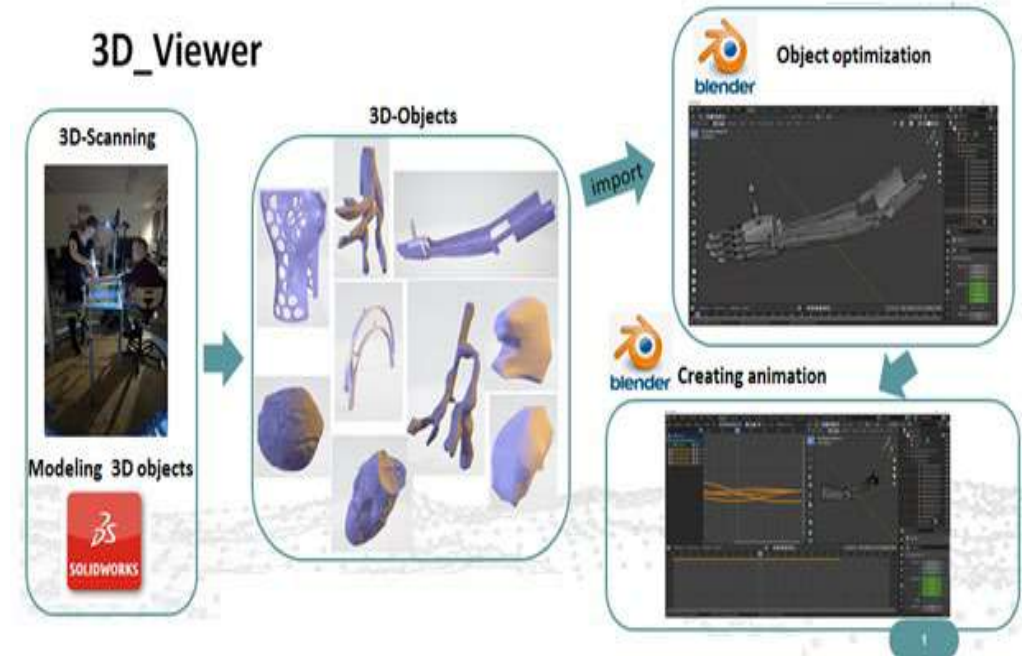 3D_Viewer
3D-Scanning
Modeling 3D objects
SOLIDWORKS
3D-Objects
import
blender
Object optimization
blender
Creating animation
1